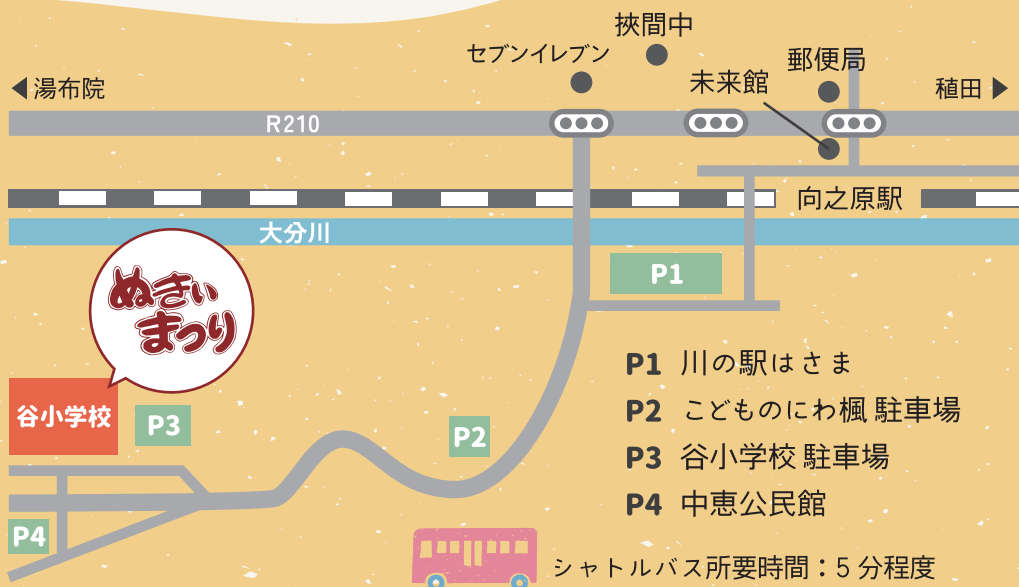 挾間中
セブンイレブン
郵便局
未来館
湯布院
稙田
R210
向之原駅
大分川
P1
ぬきぃ
まつり
P1 川の駅はさま
谷小学校
P3
P2
P2 こどものにわ楓 駐車場
P3 谷小学校 駐車場
P4 中恵公民館
P4
シャトルバス所要時間：5 分程度